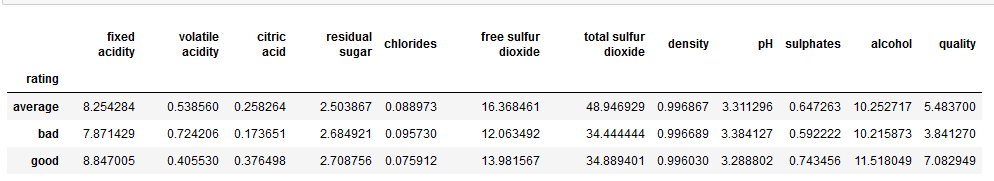 fixed acidity volatile acidity citric acid residual sugar chlorides free sulfur dioxide total sulfur dioxide density pH sulphates alcohol quality
rating
average 8.254284 0.538560 0.258264 2.503867 0.088973 16.368461 48.946929 0.996867 3.311296 0.647263 10.252717 5.483700
bad 7.871429 0.724206 0.173651 2.684921 0.095730 12.063492 34.444444 0.996689 3.384127 0.592222 10.215873 3.841270
good 8.847005 0.405530 0.376498 2.708756 0.075912 13.981567 34.889401 0.996030 3.288802 0.743456 11.518049 7.082949